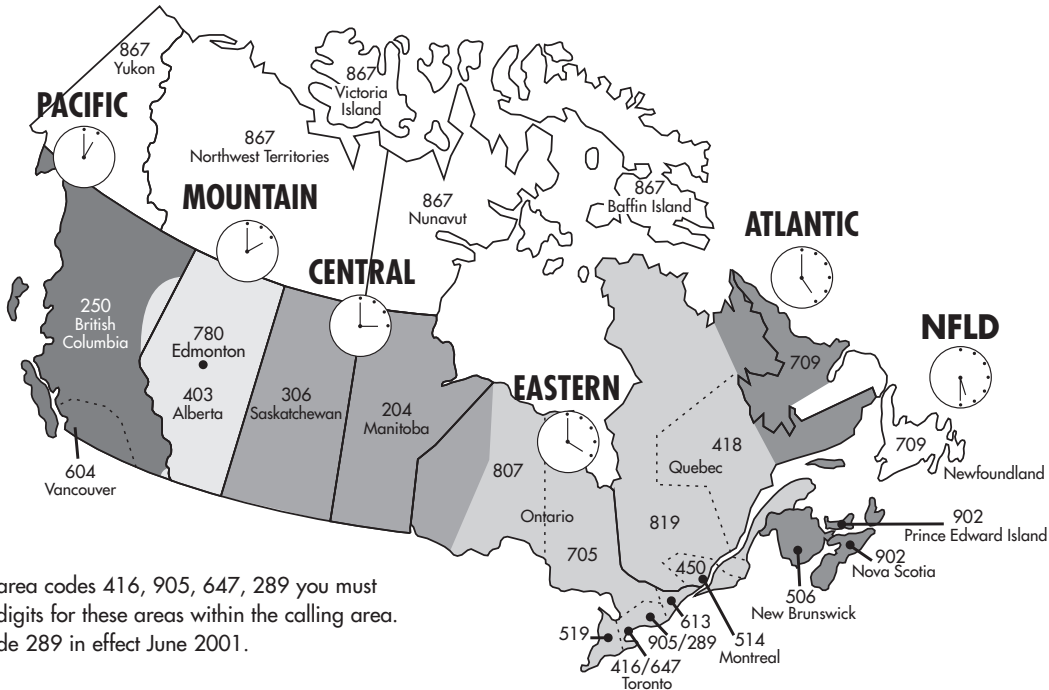 867
Yukon
PACIFIC
867
Victoria
Island
867
Northwest Territories
MOUNTAIN
867
Nunavut
867
Baffin Island
CENTRAL
ATLANTIC
NFLD
EASTERN
250
British
Columbia
780
Edmonton
403
Alberta
306
Saskatchewan
204
Manitoba
807
Ontario
705
418
Quebec
819
450
709
709
Newfoundland
604
Vancouver
902
Prince Edward Island
902
Nova Scotia
506
New Brunswick
613
905/289
514
Montreal
519
416/647
Toronto
area codes 416, 905, 647, 289 you must
digits for these areas within the calling area.
de 289 in effect June 2001.